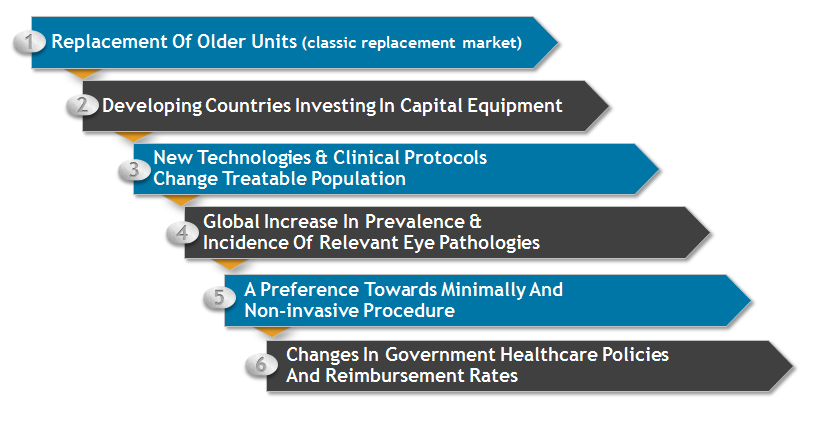 1 Replacement Of Older Units (classic replacement market)
2 Developing Countries Investing In Capital Equipment
3 New Technologies & Clinical Protocols
Change Treatable Population
4 Global Increase In Prevalence &
Incidence Of Relevant Eye Pathologies
5 A Preference Towards Minimally And
Non-invasive Procedure
6 Changes In Government Healthcare Policies
And Reimbursement Rates